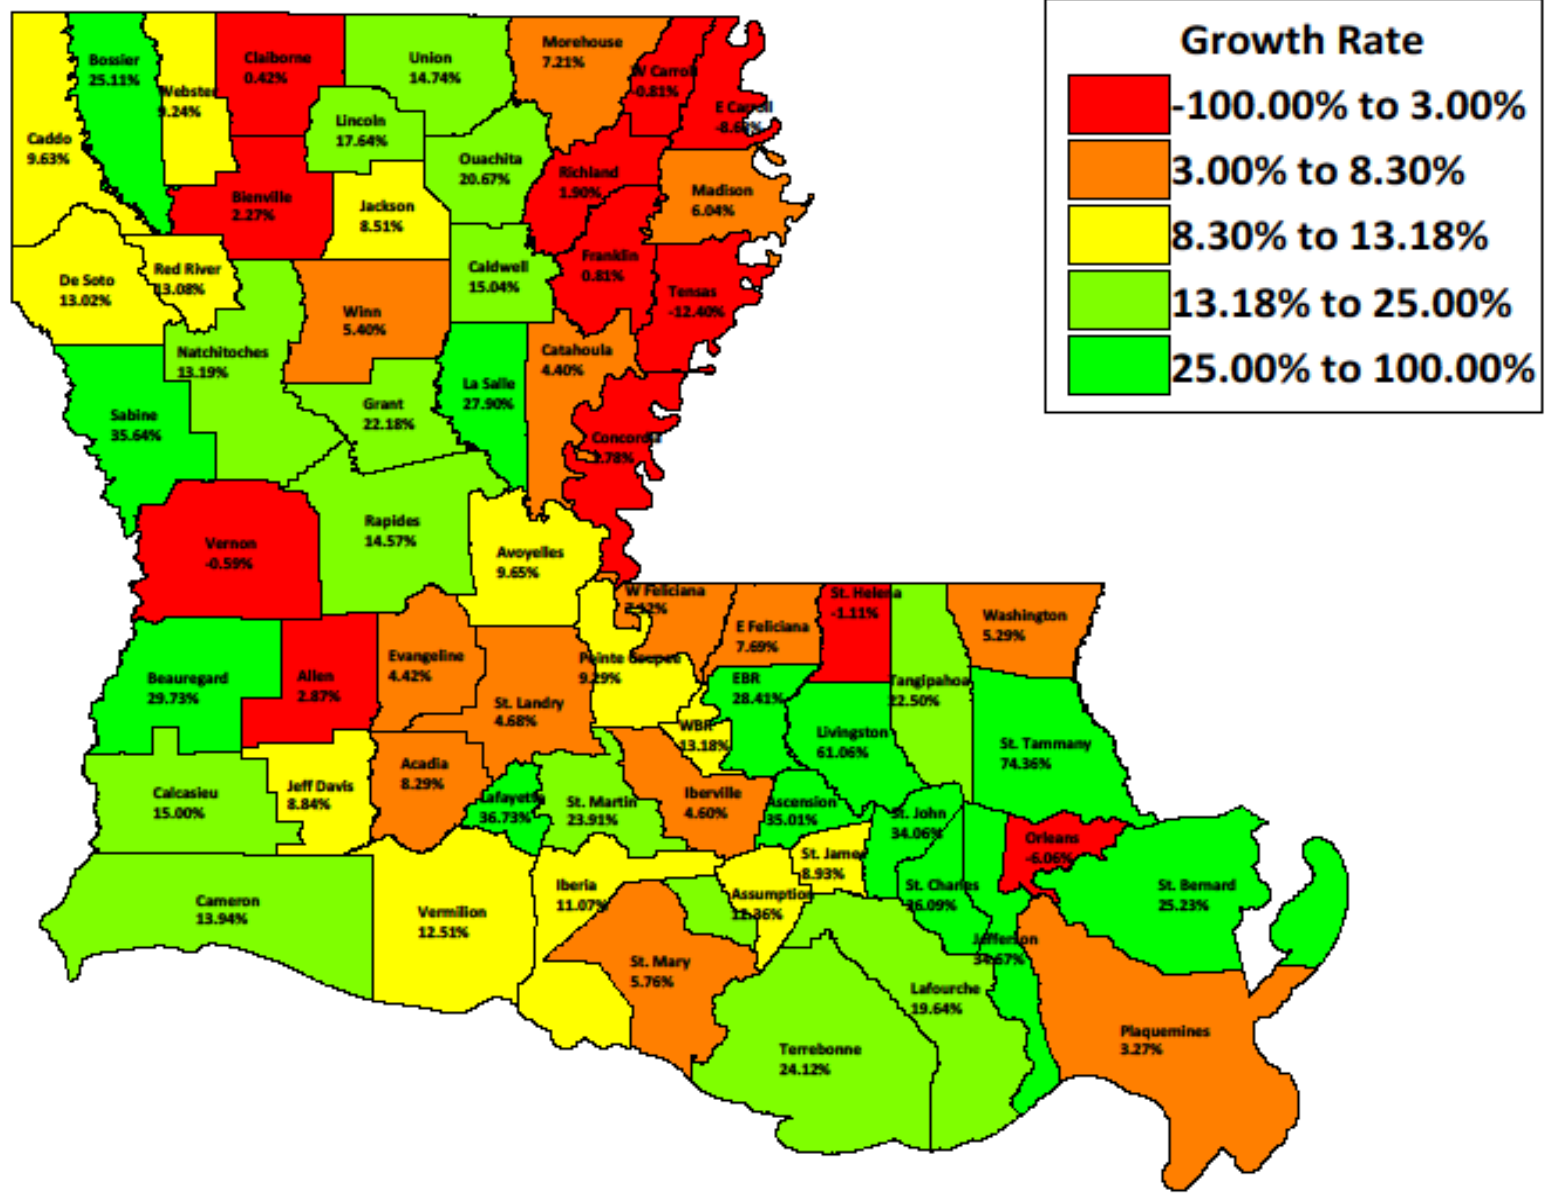 Growth Rate
-100.00% to 3.00%
3.00% to 8.30%
8.30% to 13.18%
13.18% to 25.00%
25.00% to 100.00%
Caddo
9.63%
Bossier
25.11%
Webster
9.24%
Claiborne
0.42%
Union
14.74%
Lincoln
17.64%
Morehouse
7.21%
W Carroll
-0.81%
E Carroll
Ouachita
20.67%
Richland
1.90%
Madison
6.04%
Bienville
2.27%
Jackson
8.51%
De Soto
13.02%
Red River
13.08%
Caldwell
15.04%
Franklin
0.81%
Tensas
-12.40%
Winn
5.40%
Natchitoches
13.19%
Catahoula
4.40%
La Salle
27.90%
Grant
22.18%
Sabine
35.64%
Concordia
Vernon
-0.59%
Rapides
14.57%
Avoyelles
9.65%
W Feliciana
E Feliciana
7.69%
St. Helena
-1.11%
Washington
5.29%
Beauregard
29.73%
Allen
2.87%
Evangeline
4.42%
St. Landry
4.68%
Pointe Coupee
9.29%
EBR
28.41%
Tangipahoa
22.50%
WBR
13.18%
Livingston
61.06%
St. Tammany
74.36%
Calcasieu
15.00%
Jeff Davis
8.84%
Acadia
8.29%
Lafayette
36.73%
St. Martin
23.91%
Iberville
4.60%
Ascension
35.01%
St. John
34.06%
Orleans
-6.06%
St. James
8.93%
Cameron
13.94%
Vermilion
12.51%
Iberia
11.07%
Assumption
12.36%
St. Charles
36.09%
St. Bernard
25.23%
Jefferson
34.67%
St. Mary
5.76%
Lafourche
19.64%
Terrebonne
24.12%
Plaquemines
3.27%